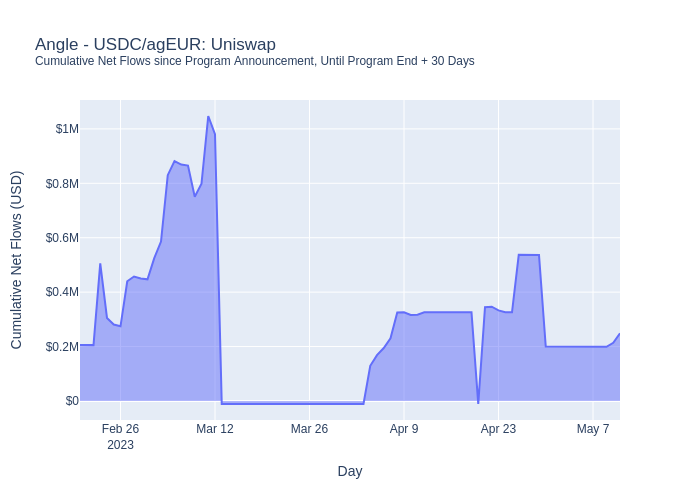 Angle - USDC/agEUR: Uniswap
Cumulative Net Flows since Program Announcement, Until Program End + 30 Days
Cumulative Net Flows (USD)
$1M
$0.8M
$0.6M
$0.4M
$0.2M
$0
Feb 26
2023
Mar 12
Mar 26
Apr 9
Apr 23
May 7
Day